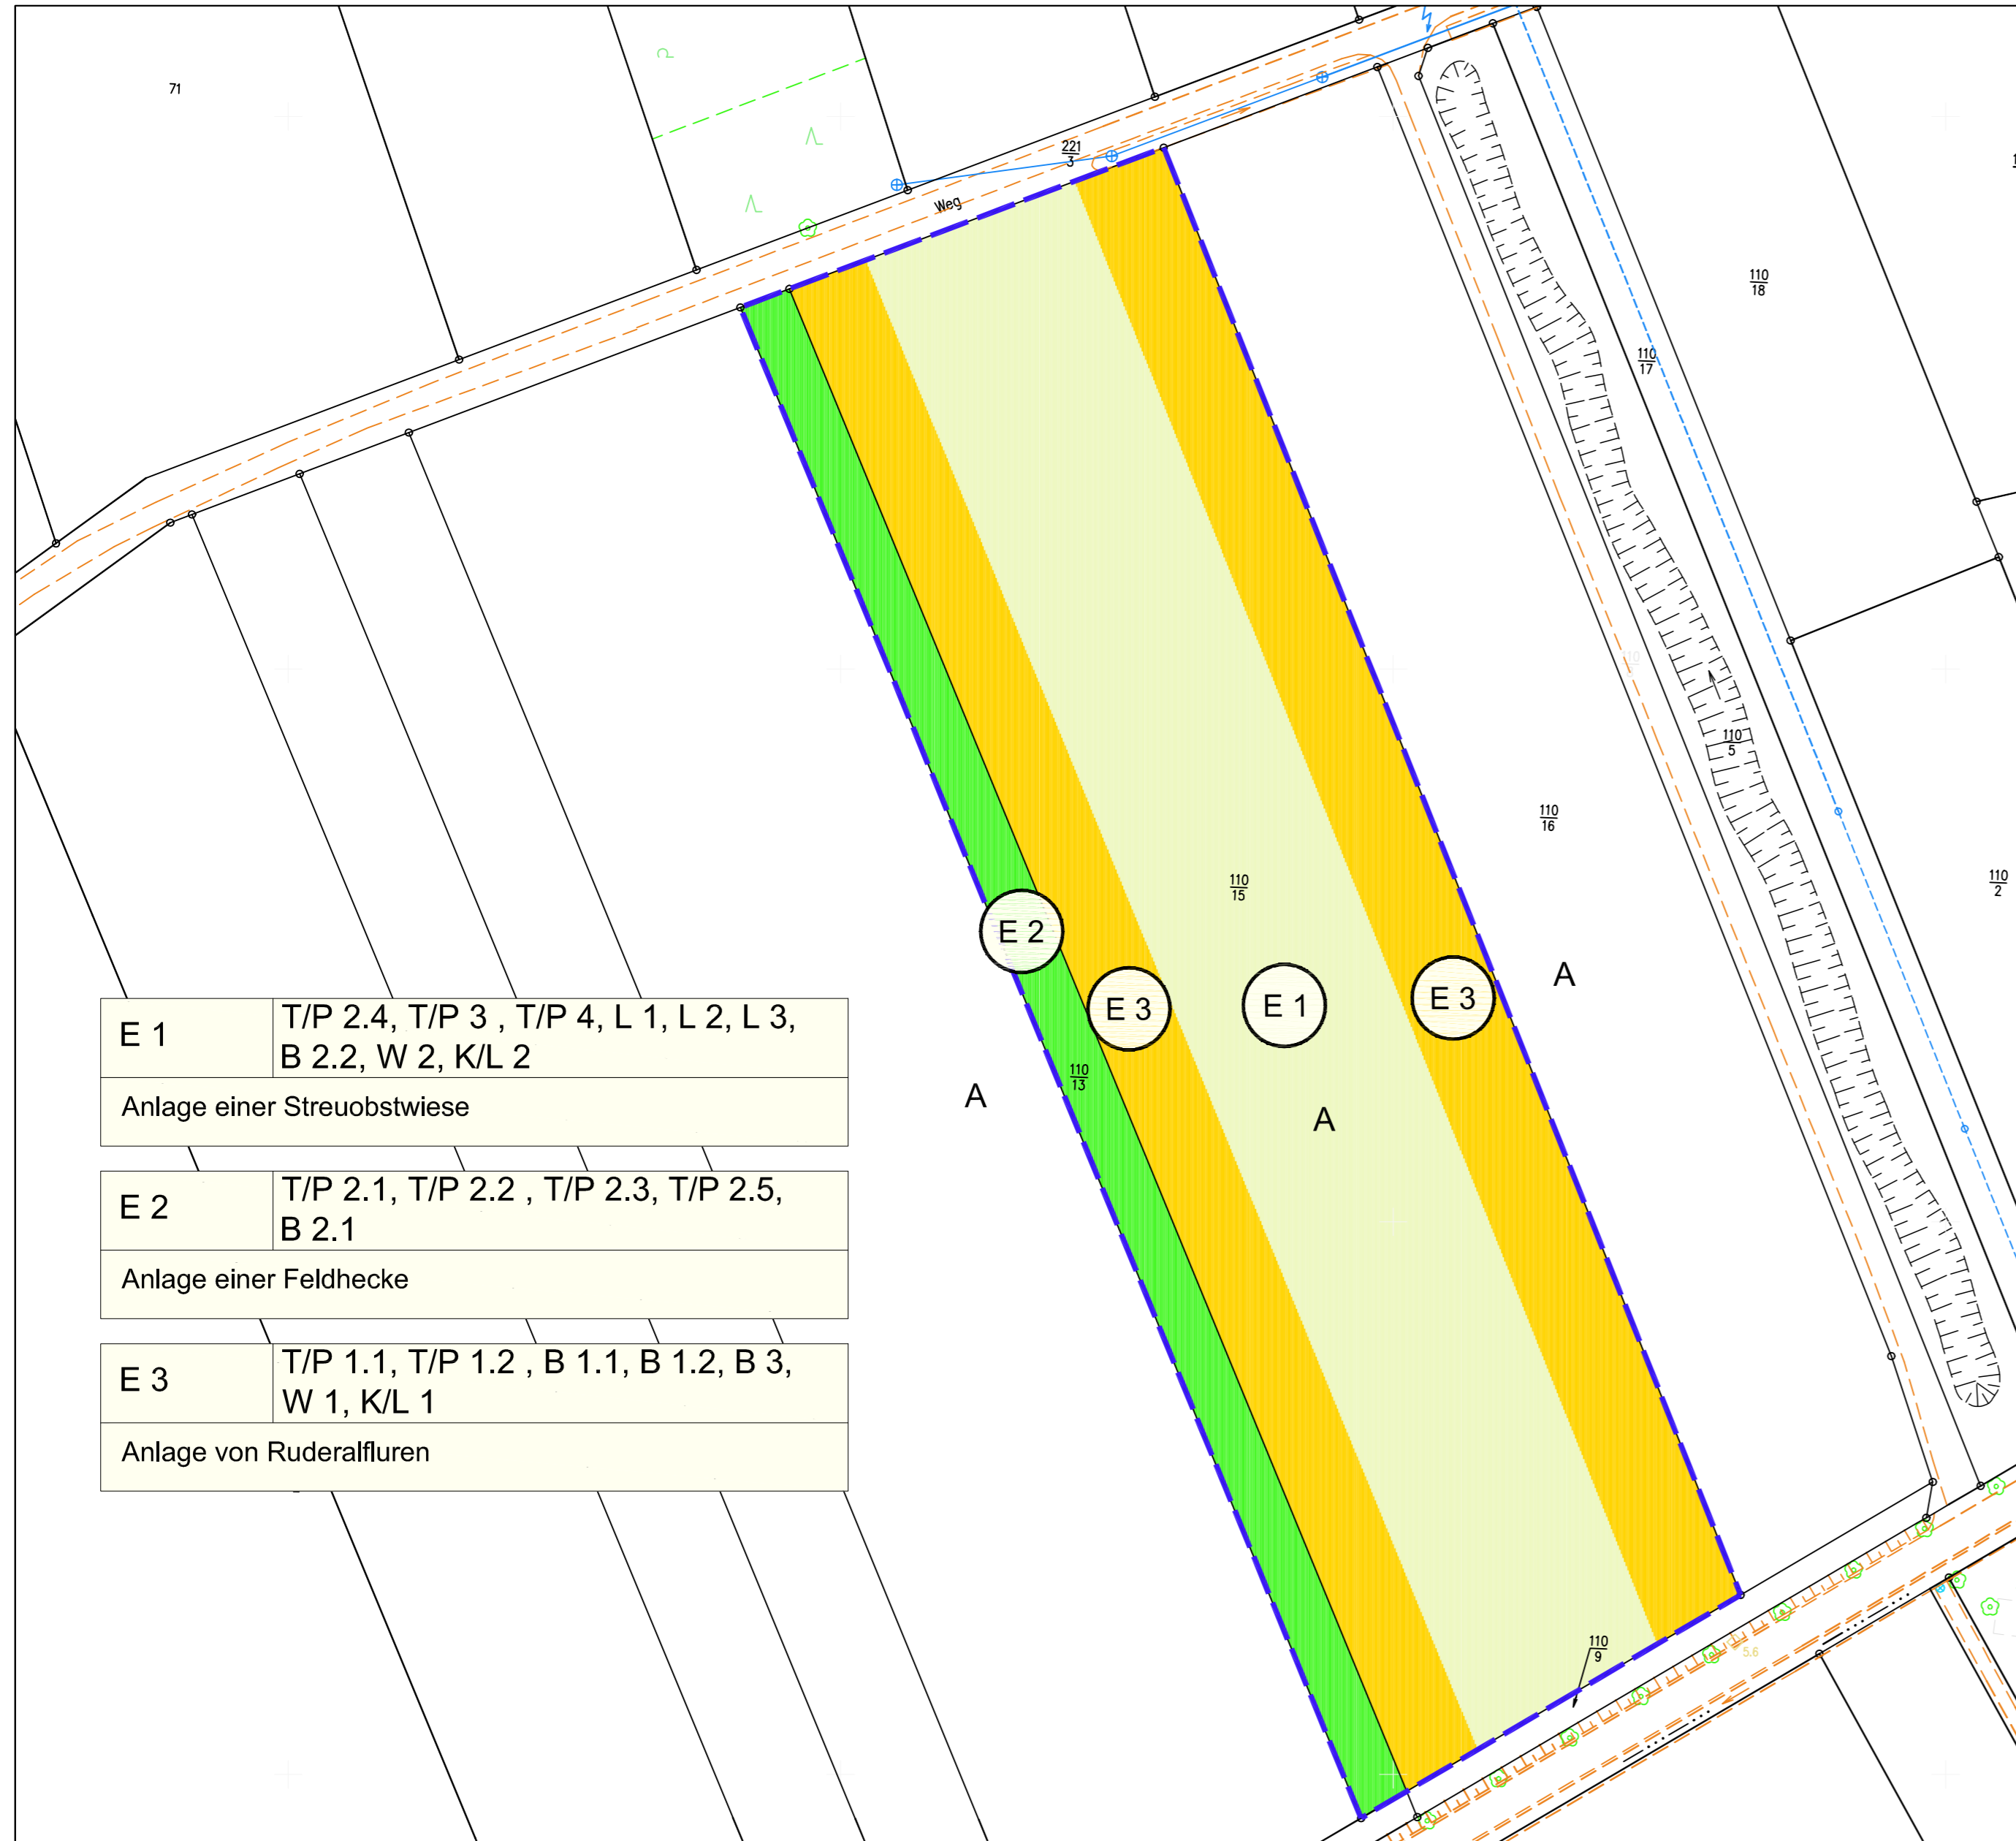 71
221
3
Weg
110
18
110
17
110
5
110
16
110
2
110
15
E 2
E 3
E 1
E 3
A
110
13
A
A
E 1
T/P 2.4, T/P 3 , T/P 4, L 1, L 2, L 3,
B 2.2, W 2, K/L 2
Anlage einer Streuobstwiese
E 2
T/P 2.1, T/P 2.2 , T/P 2.3, T/P 2.5,
B 2.1
Anlage einer Feldhecke
E 3
T/P 1.1, T/P 1.2 , B 1.1, B 1.2, B 3,
W 1, K/L 1
Anlage von Ruderalfluren
110
9
5.6